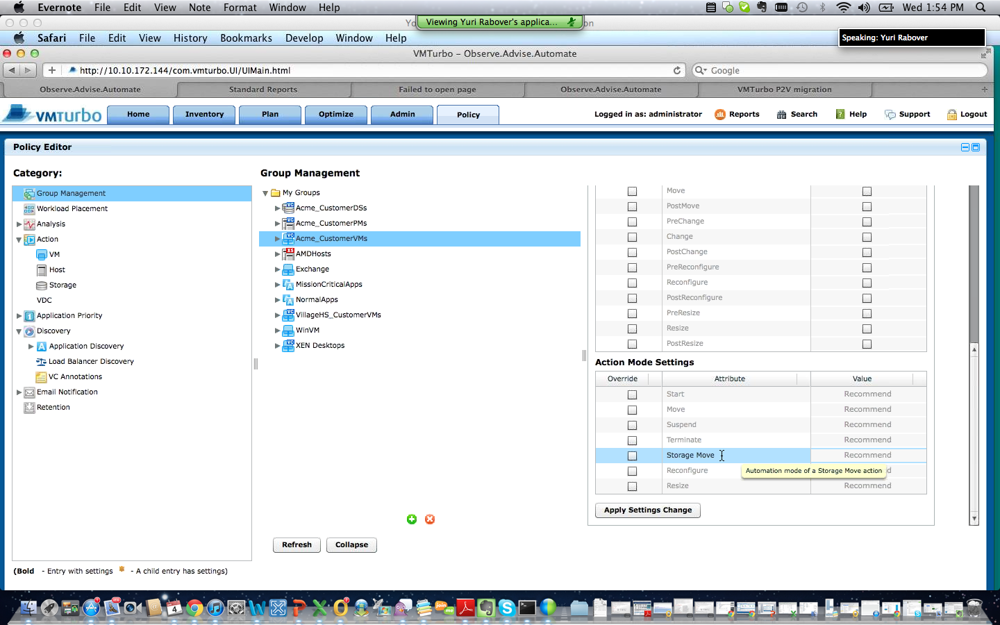 Evernote File Edit View Note Format Window Help
Wed 1:54 PM
Viewing Yuri Rabover's applica...
Safari File Edit View History Bookmarks Develop Window Help
Speaking: Yuri Rabover
VMTurbo – Observe.Advise.Automate
http://10.10.172.144/com.vmturbo.UI/UIMain.html
Google
Observe.Advise.Automate Standard Reports Failed to open page Observe.Advise.Automate VMTurbo P2V migration
VMTURBO Home Inventory Plan Optimize Admin Policy
Logged in as: administrator Reports Search Help Support Logout
Policy Editor
Category:
Group Management
Workload Placement
Analysis
Action
VM
Host
Storage
VDC
Application Priority
Discovery
Application Discovery
Load Balancer Discovery
VC Annotations
Email Notification
Retention
(Bold - Entry with settings - A child entry has settings)
Group Management
My Groups
Acme_CustomerDSs
Acme_CustomerPMs
Acme_CustomerVMs
AMDHosts
Exchange
MissionCriticalApps
NormalApps
VillageHS_CustomerVMs
WinVM
XEN Desktops
Refresh Collapse
Move
PostMove
PreChange
Change
PostChange
PreReconfigure
Reconfigure
PostReconfigure
PreResize
Resize
PostResize
Action Mode Settings
Override Attribute Value
Start Recommend
Move Recommend
Suspend Recommend
Terminate Recommend
Storage Move Recommend
Reconfigure
Automation mode of a Storage Move action
Resize Recommend
Apply Settings Change